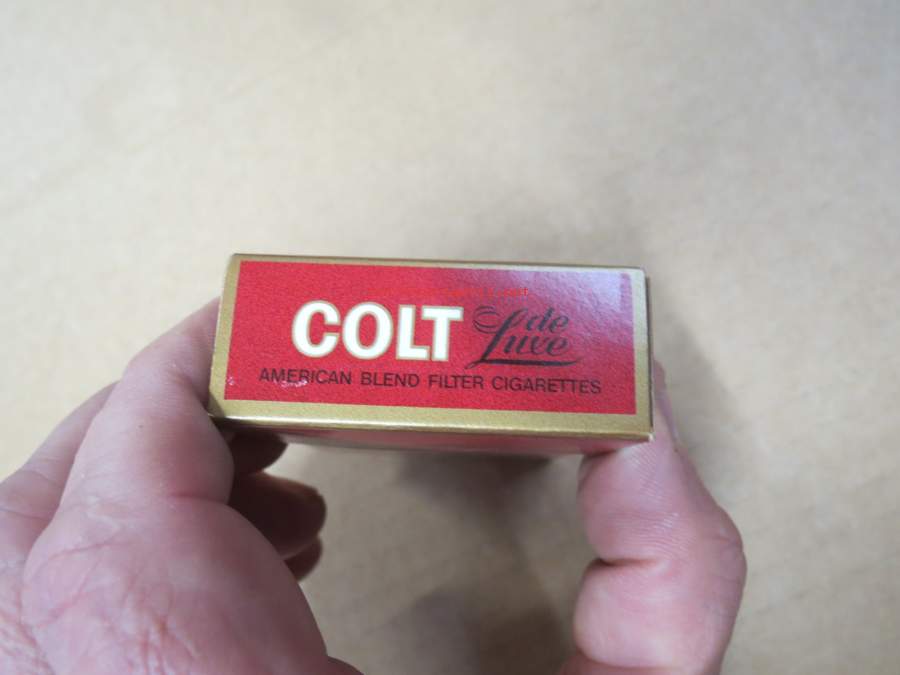 COLT de Luxe
AMERICAN BLEND FILTER CIGARETTES